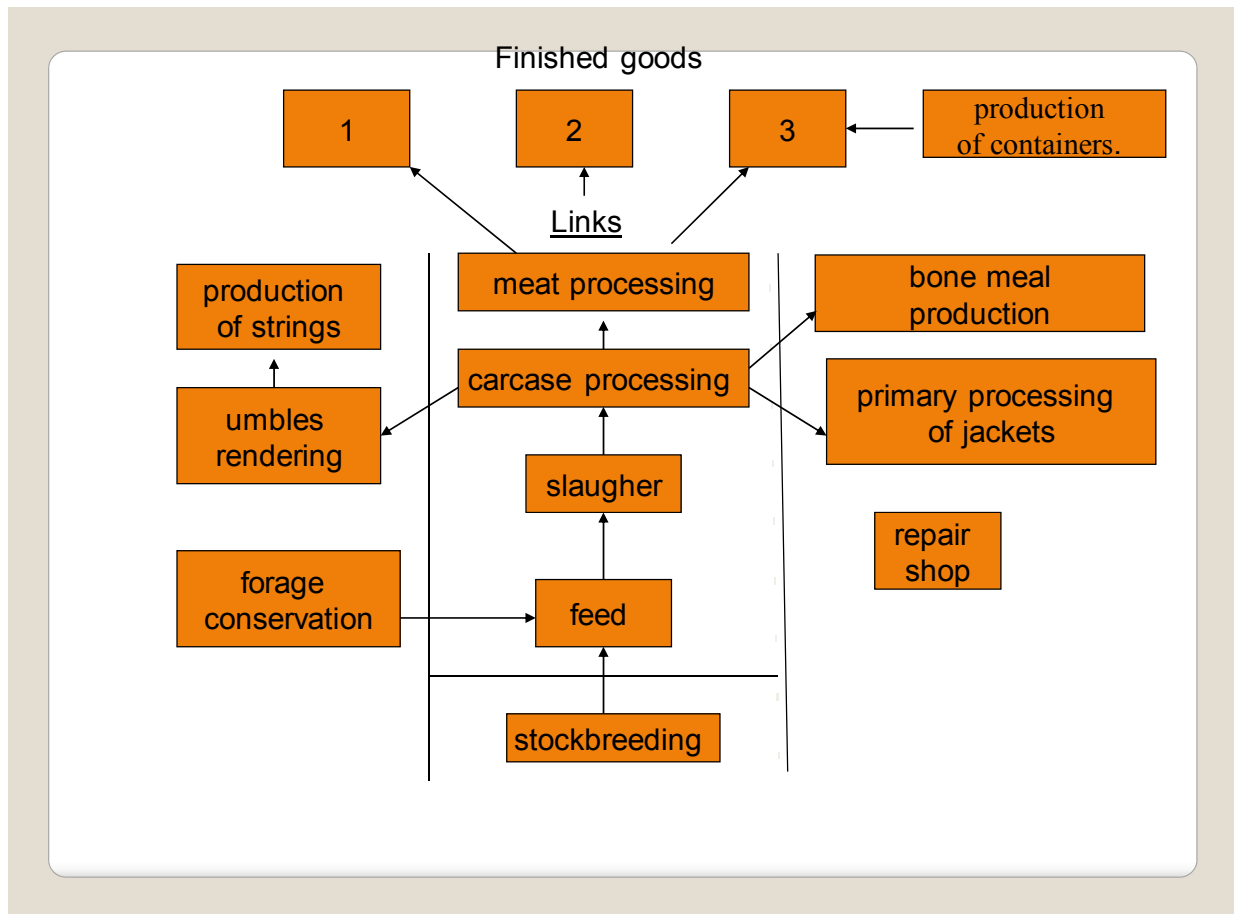 Finished goods
1
2
3
production
of containers.
Links
meat processing
production
of strings
bone meal
production
carcase processing
umbles
rendering
primary processing
of jackets
slaugher
repair
shop
forage
conservation
feed
stockbreeding